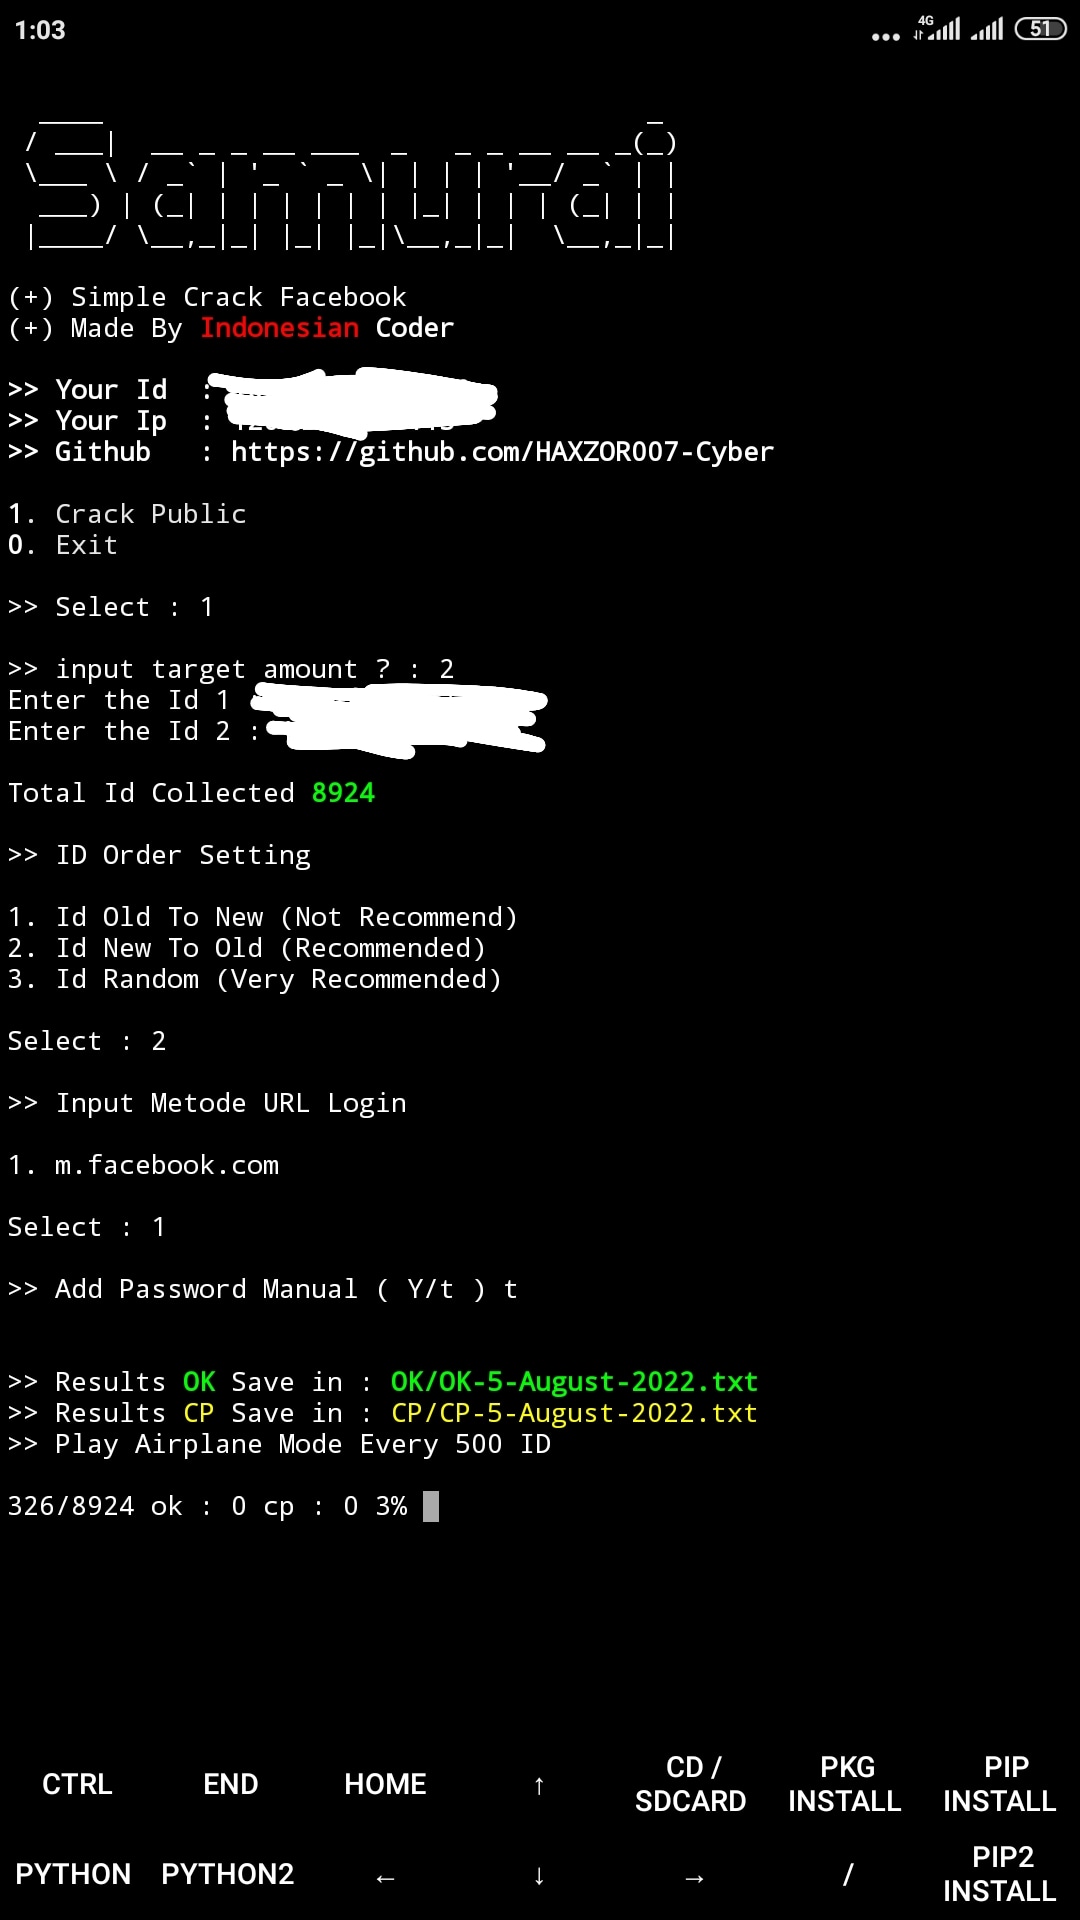 1:03
4G
51
Samurai
(+) Simple Crack Facebook
(+) Made By Indonesian Coder
>> Your Id :
>> Your Ip :
>> Github : https://github.com/HAXZOR007-Cyber
1. Crack Public
0. Exit
>> Select : 1
>> input target amount ? : 2
Enter the Id 1
Enter the Id 2 :
Total Id Collected 8924
>> ID Order Setting
1. Id Old To New (Not Recommend)
2. Id New To Old (Recommended)
3. Id Random (Very Recommended)
Select : 2
>> Input Metode URL Login
1. m.facebook.com
Select : 1
>> Add Password Manual ( Y/t ) t
>> Results OK Save in : OK/OK-5-August-2022.txt
>> Results CP Save in : CP/CP-5-August-2022.txt
>> Play Airplane Mode Every 500 ID
326/8924 ok : 0 cp : 0 3%
CTRL END HOME ↑ CD / SDCARD PKG INSTALL PIP INSTALL
PYTHON PYTHON2 ← ↓ → / PIP2 INSTALL